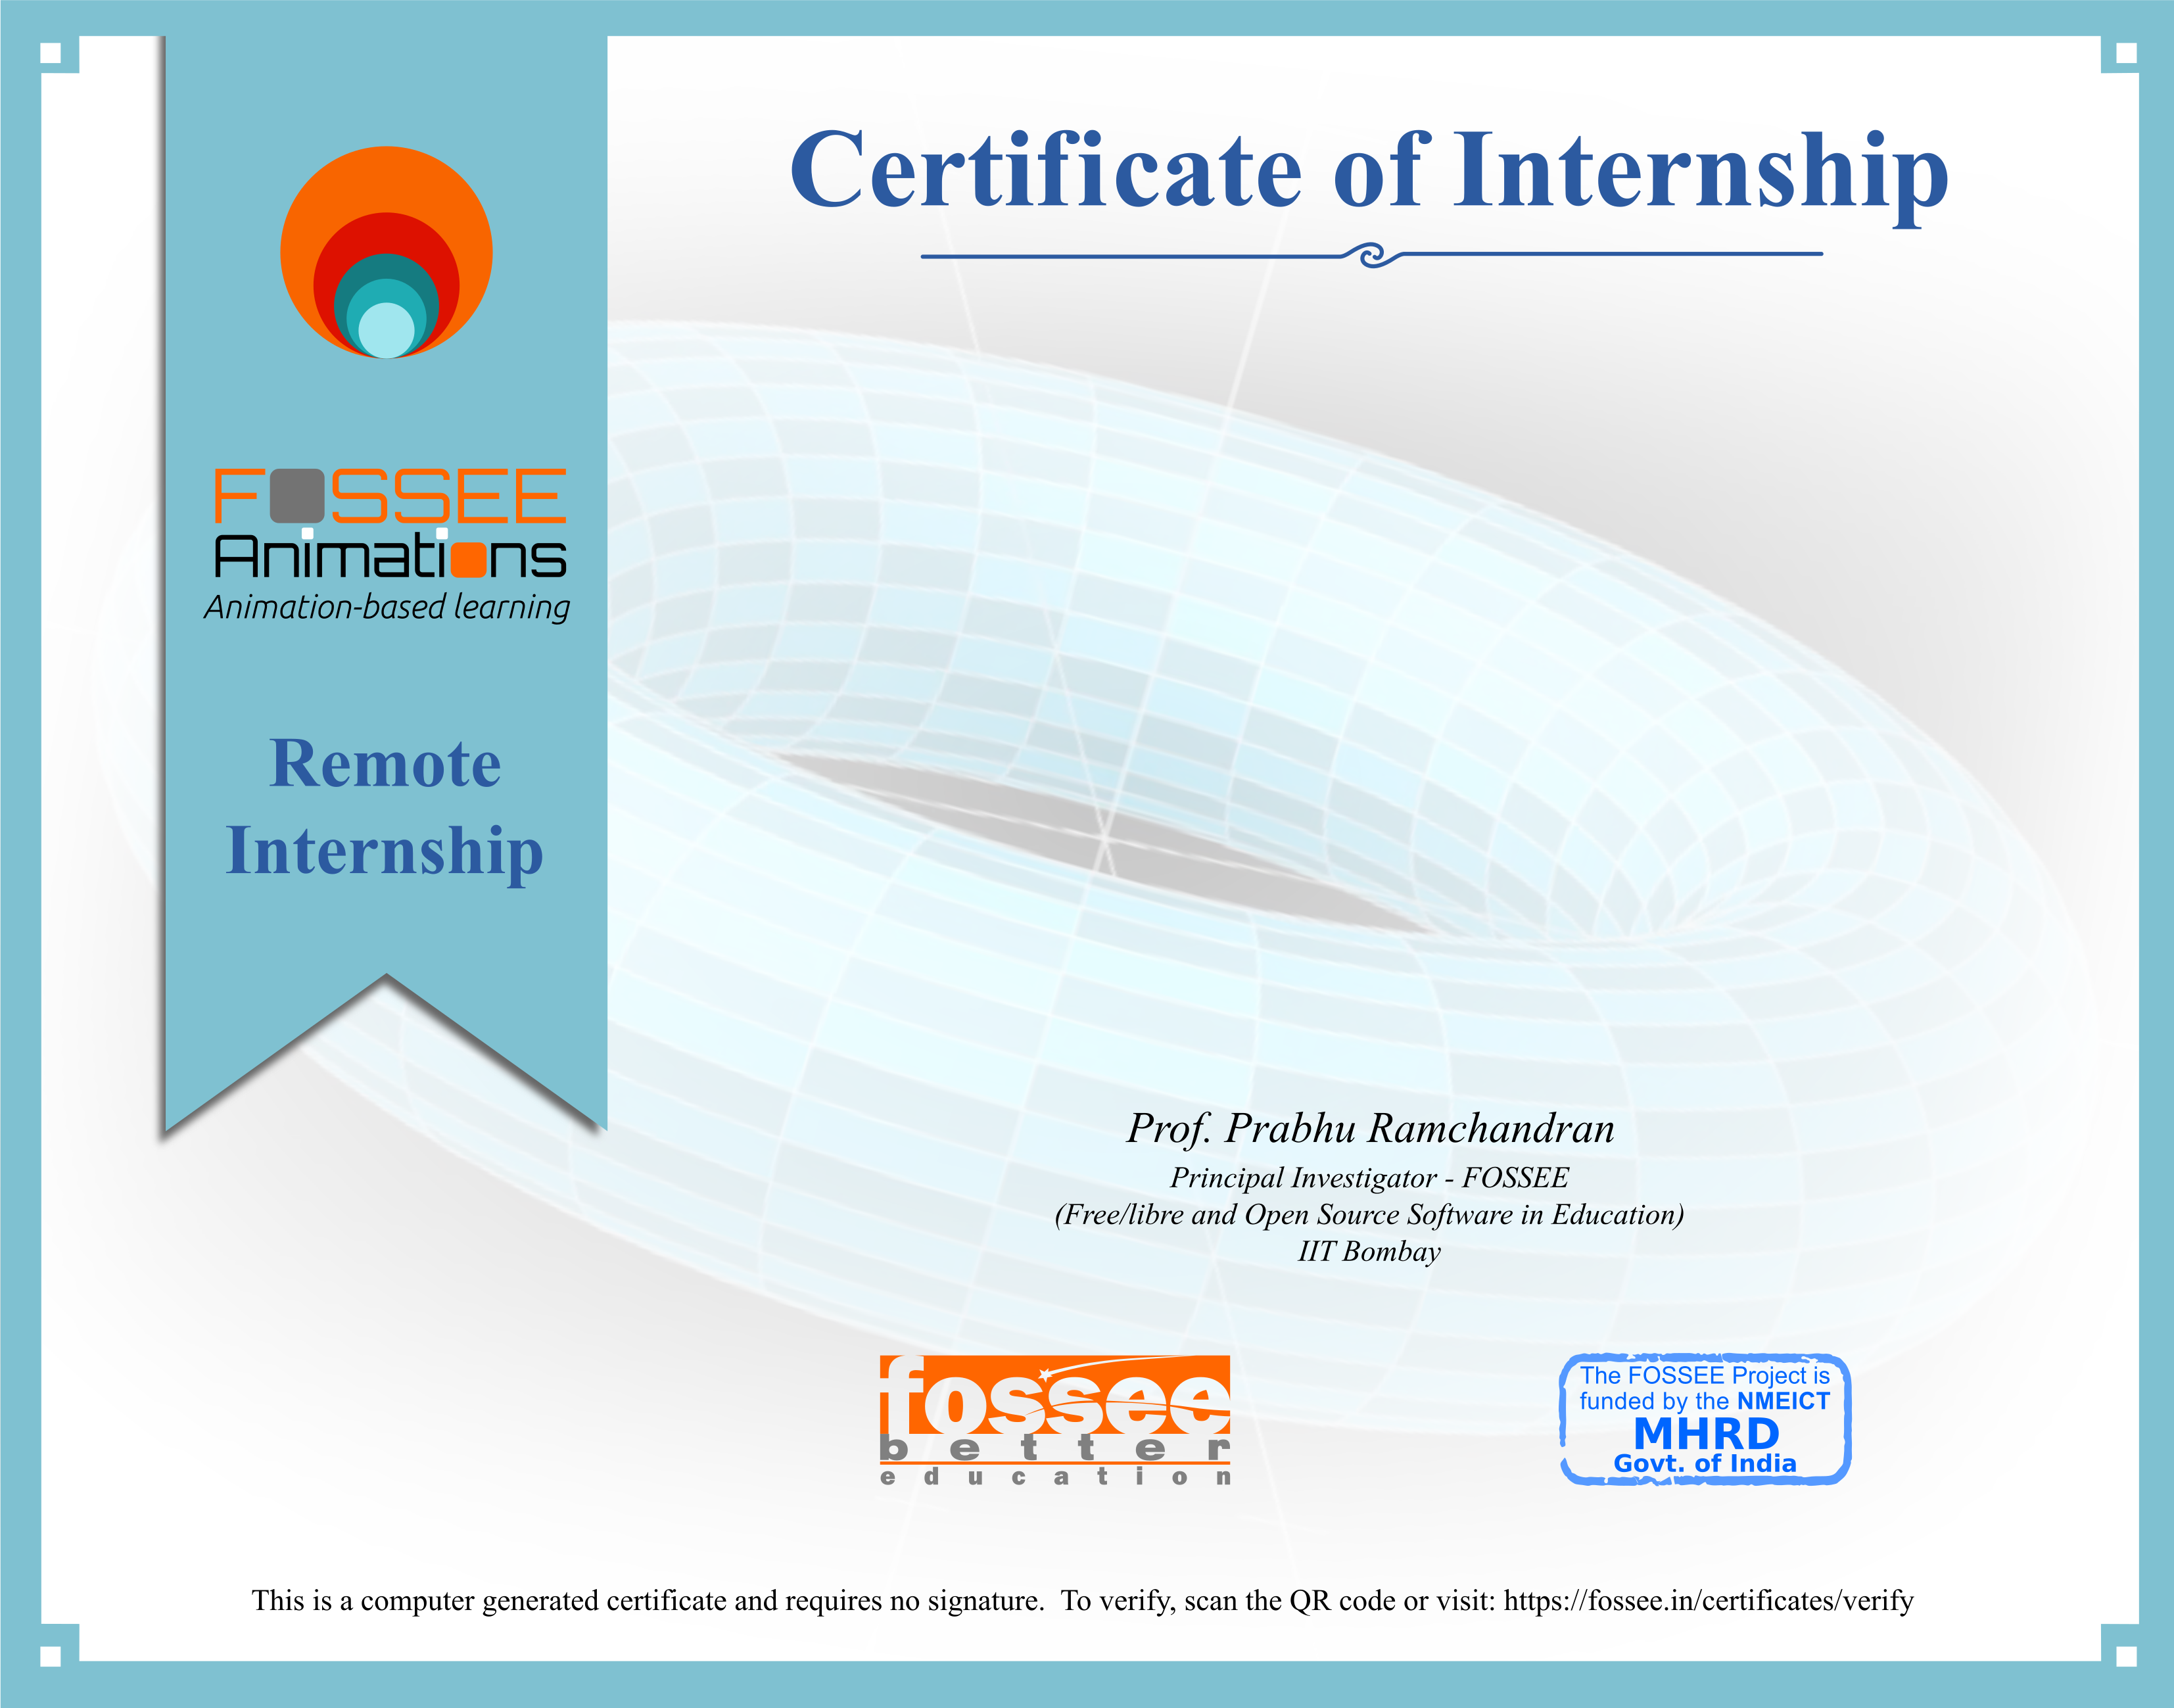 Certificate of Internship
FOSSEE
Animations
Animation-based learning
Remote
Internship
Prof. Prabhu Ramchandran
Principal Investigator - FOSSEE
(Free/libre and Open Source Software in Education)
IIT Bombay
fossee
better
education
The FOSSEE Project is
funded by the NMEICT
MHRD
Govt. of India
This is a computer generated certificate and requires no signature.  To verify, scan the QR code or visit: https://fossee.in/certificates/verify